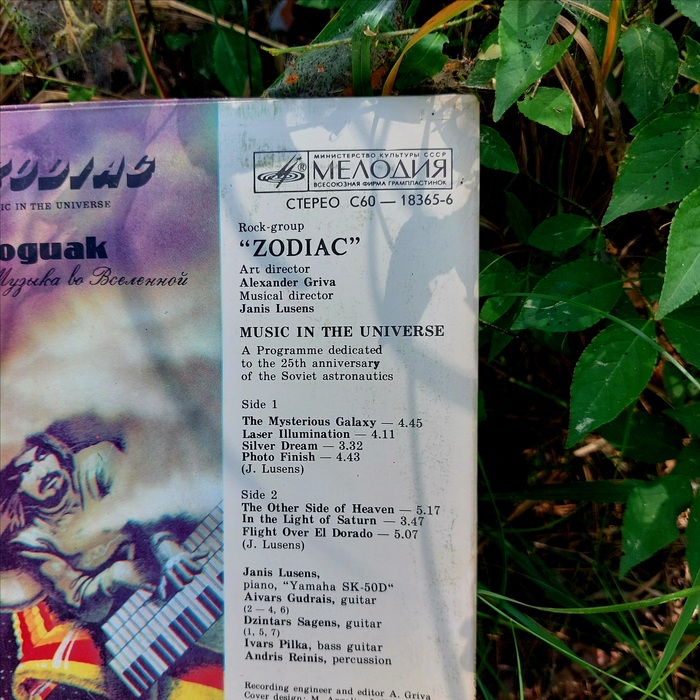 ZODIAC
IC IN THE UNIVERSE
oguak
Музыка во Вселенной
МИНИСТЕРСТВО КУЛЬТУРЫ СССР
® МЕЛОДИЯ
ВСЕСОЮЗНАЯ ФИРМА ГРАМПЛАСТИНОК
СТЕРЕО С60 — 18365-6
Rock-group
“ZODIAC”
Art director
Alexander Griva
Musical director
Janis Lusens
MUSIC IN THE UNIVERSE
A Programme dedicated
to the 25th anniversary
of the Soviet astronautics
Side 1
The Mysterious Galaxy — 4.45
Laser Illumination — 4.11
Silver Dream — 3.32
Photo Finish — 4.43
(J. Lusens)
Side 2
The Other Side of Heaven — 5.17
In the Light of Saturn — 3.47
Flight Over El Dorado — 5.07
(J. Lusens)
Janis Lusens,
piano, “Yamaha SK-50D“
Aivars Gudrais, guitar
(2 — 4, 6)
Dzintars Sagens, guitar
(1, 5, 7)
Ivars Pilka, bass guitar
Andris Reinis, percussion
Recording engineer and editor A. Griva
Cover design: M.